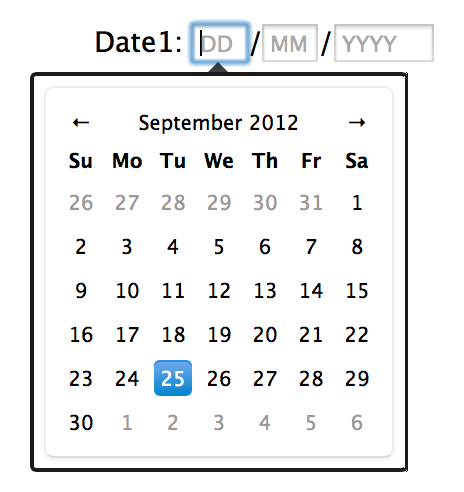 Date1: DD / MM / YYYY
← September 2012 →
Su Mo Tu We Th Fr Sa
26 27 28 29 30 31 1
2 3 4 5 6 7 8
9 10 11 12 13 14 15
16 17 18 19 20 21 22
23 24 25 26 27 28 29
30 1 2 3 4 5 6